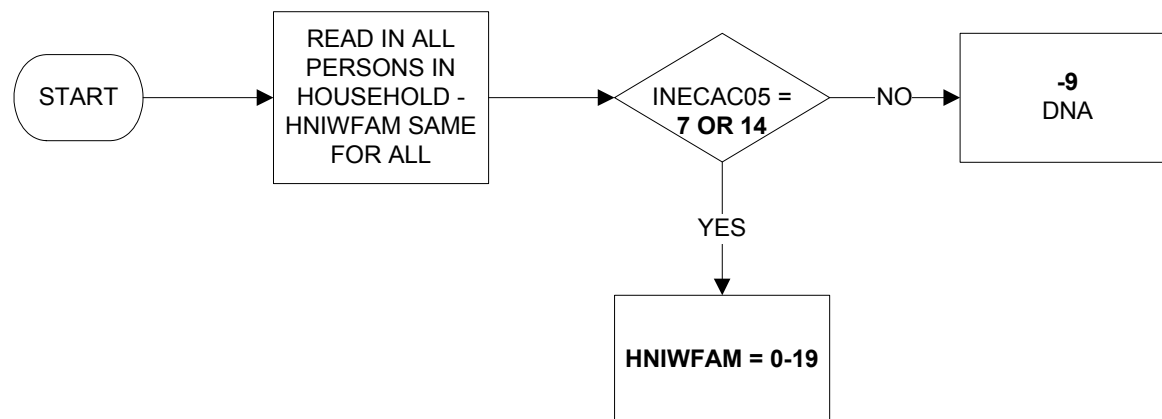 START
READ IN ALL
PERSONS IN
HOUSEHOLD -
HNIWFAM SAME
FOR ALL
INECAC05 =
7 OR 14
NO
-9
DNA
YES
HNIWFAM = 0-19